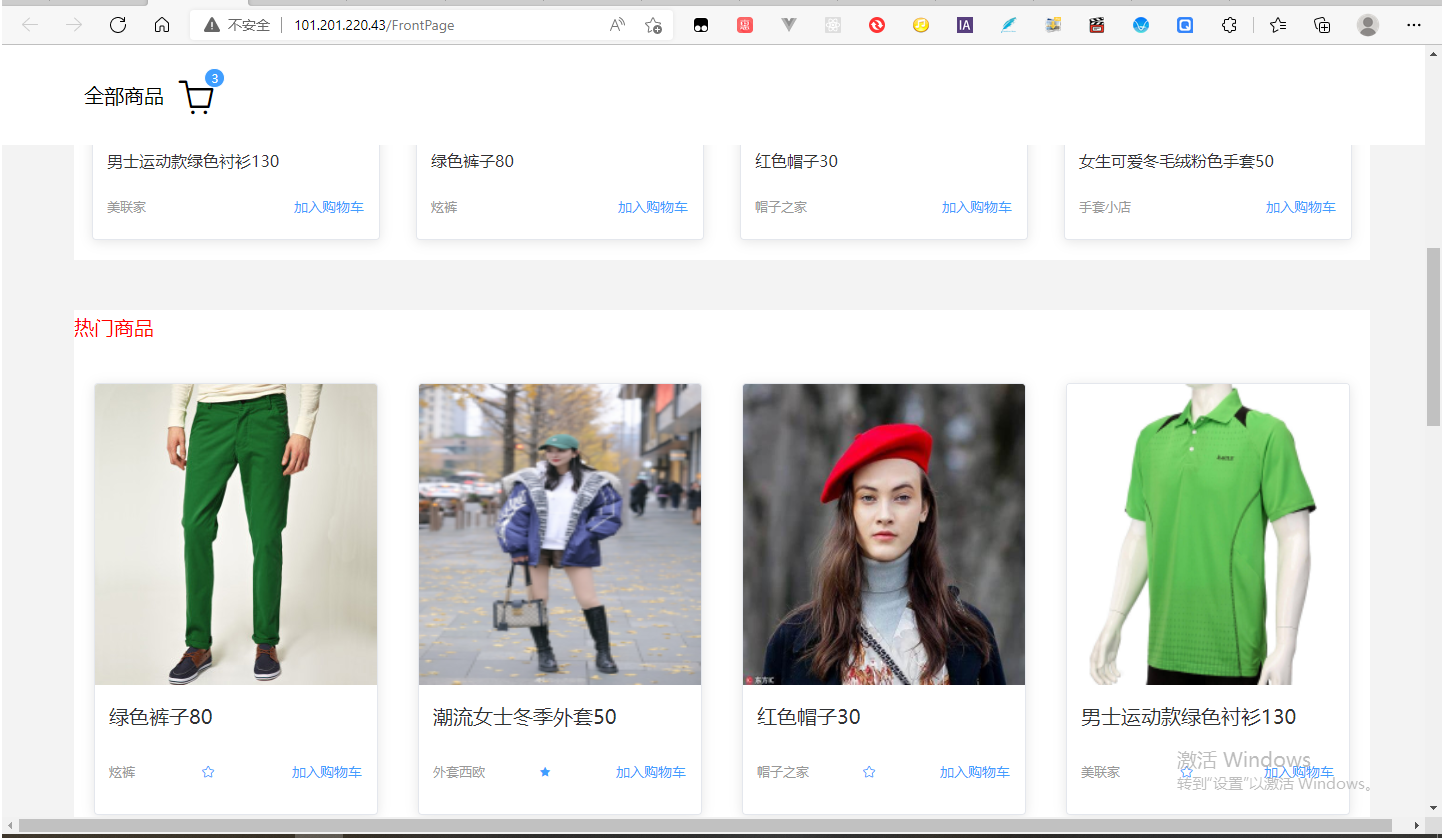 不安全 101.201.220.43/FrontPage
全部商品 3
男士运动款绿色衬衫130 绿色裤子80 红色帽子30 女生可爱冬毛绒粉色手套50
美联家 加入购物车 炫裤 加入购物车 帽子之家 加入购物车 手套小店 加入购物车
热门商品
绿色裤子80 潮流女士冬季外套50 红色帽子30 男士运动款绿色衬衫130
炫裤 加入购物车 外套西欧 加入购物车 帽子之家 加入购物车 美联家 加入购物车
激活 Windows
转到"设置"以激活 Windows。